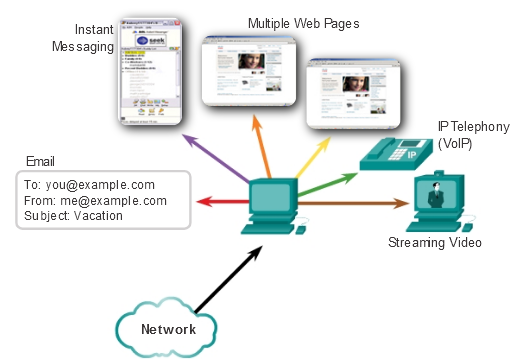 Instant
Messaging
Multiple Web Pages
IP Telephony
(VoIP)
IP
Email
To: you@example.com
From: me@example.com
Subject: Vacation
Streaming Video
Network